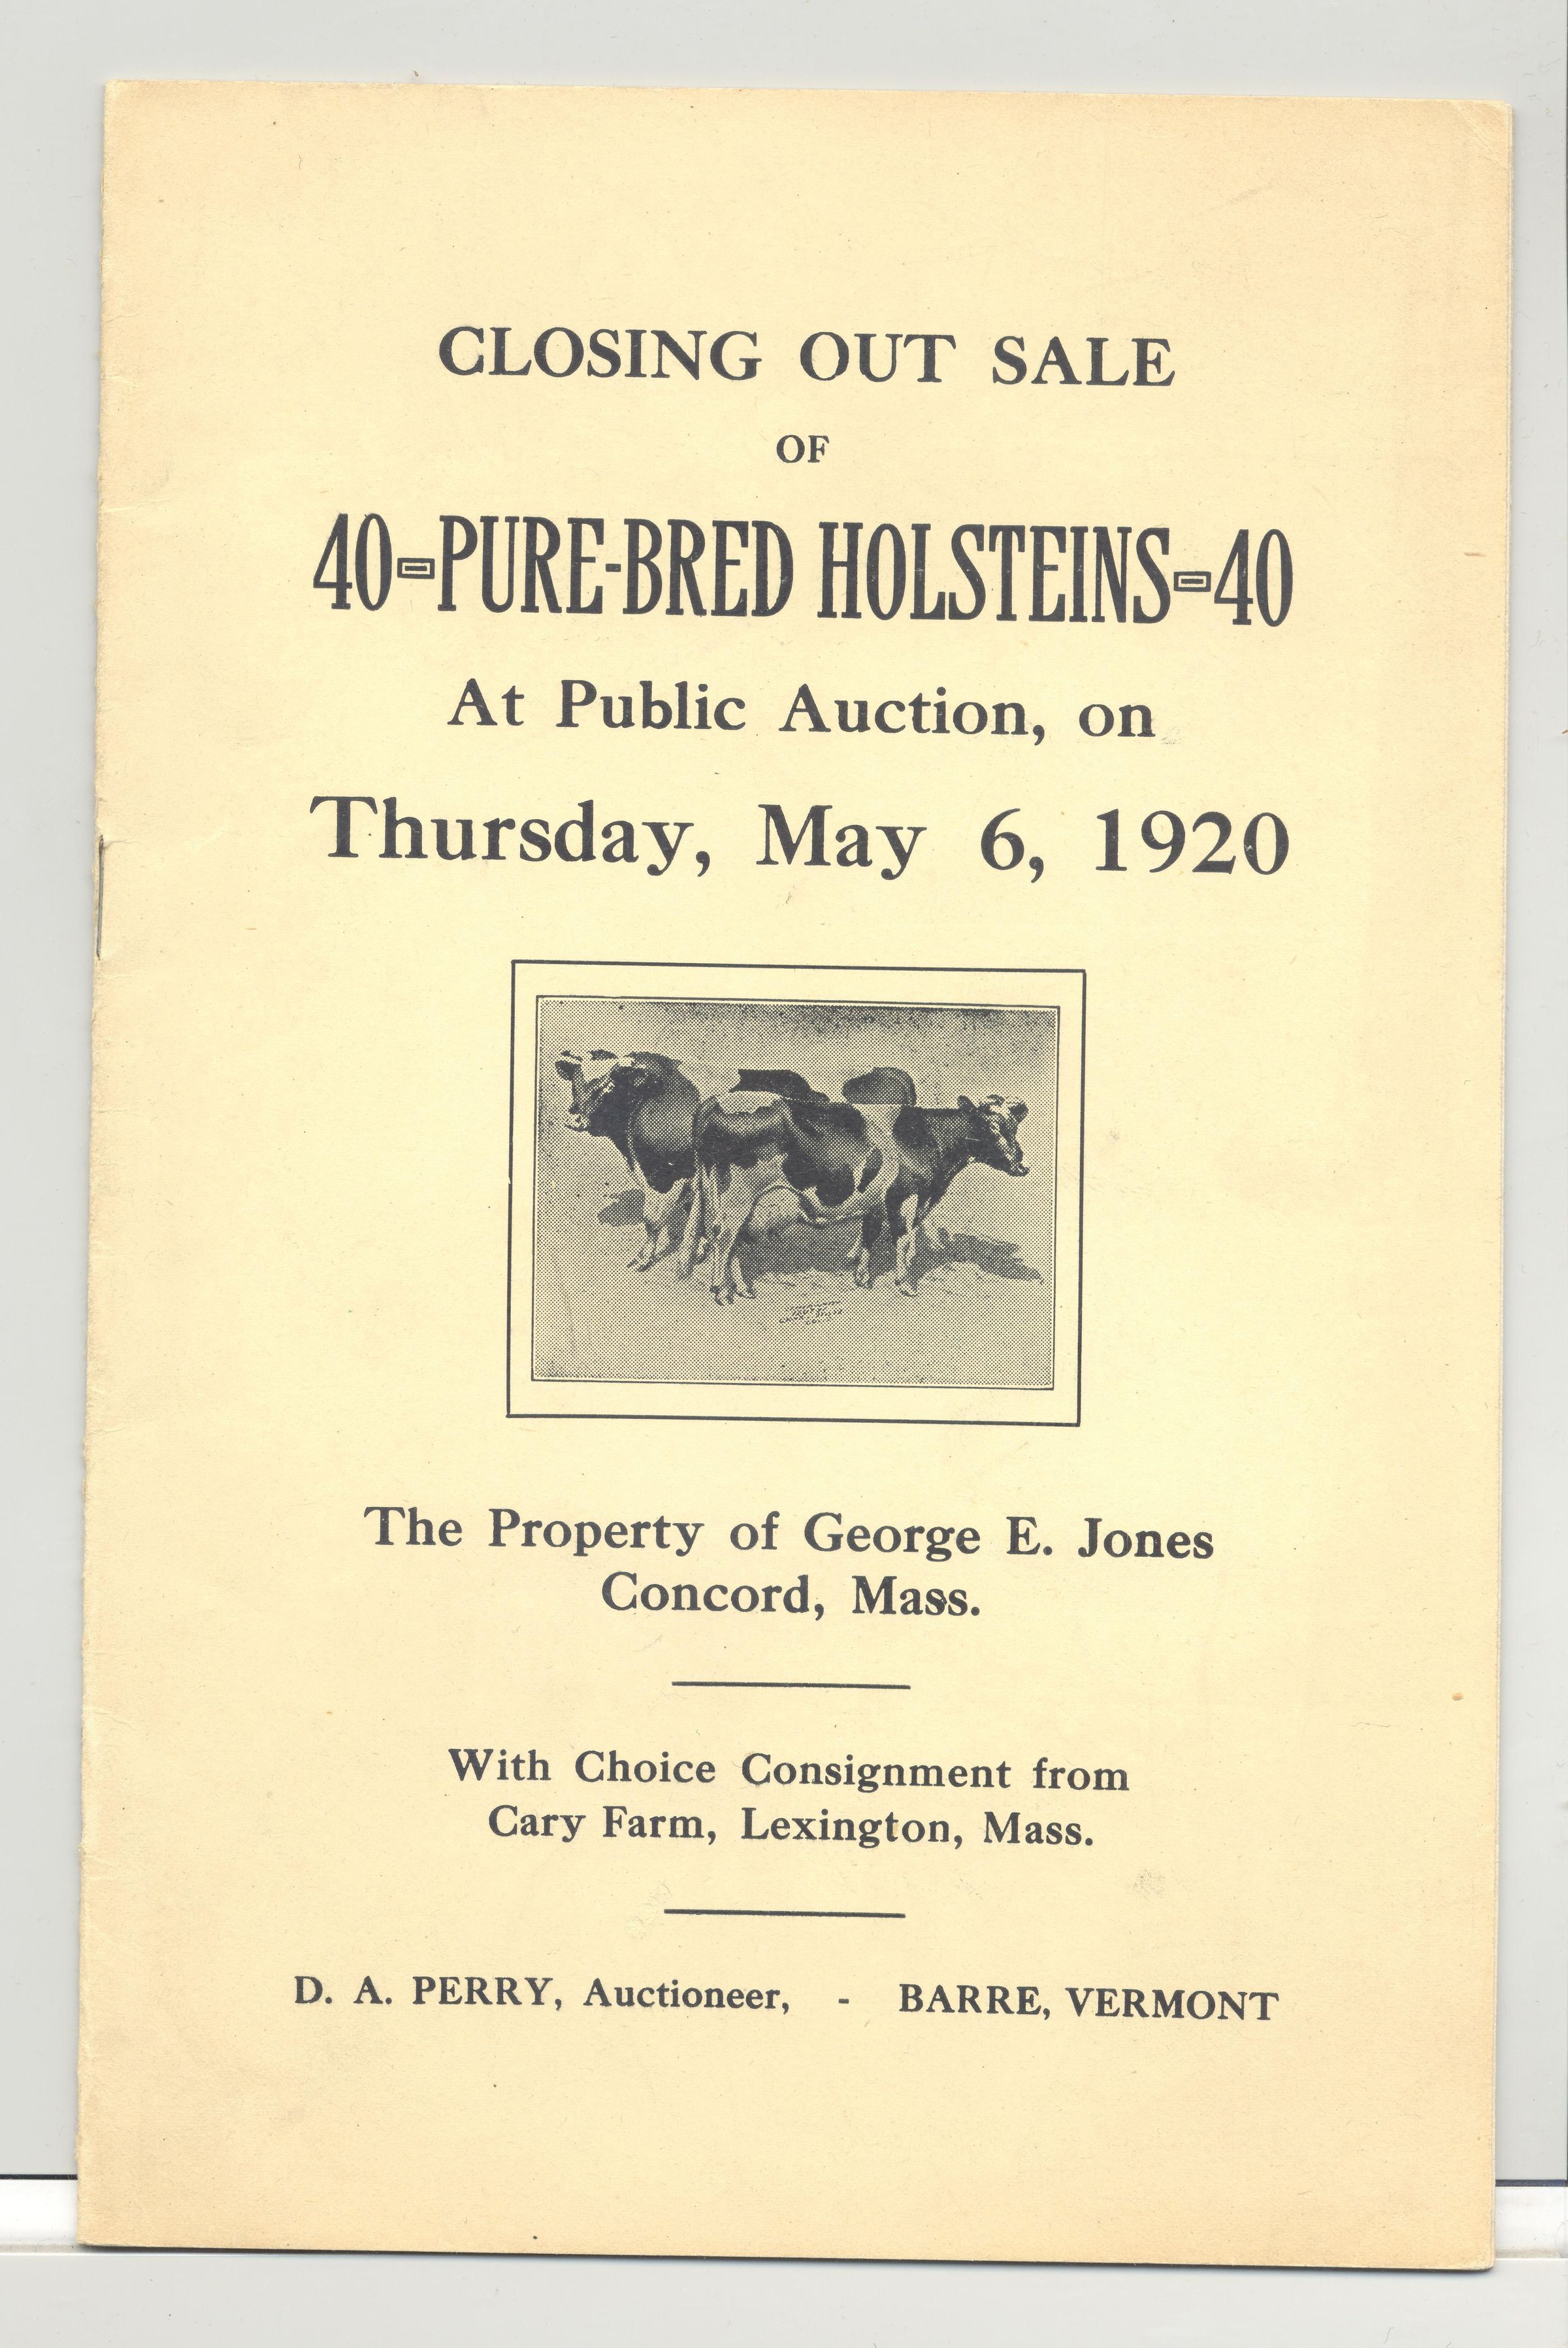 CLOSING OUT SALE
OF
40=PURE-BRED HOLSTEINS=40
At Public Auction, on
Thursday, May 6, 1920
The Property of George E. Jones
Concord, Mass.
With Choice Consignment from
Cary Farm, Lexington, Mass.
D. A. PERRY, Auctioneer, - BARRE, VERMONT